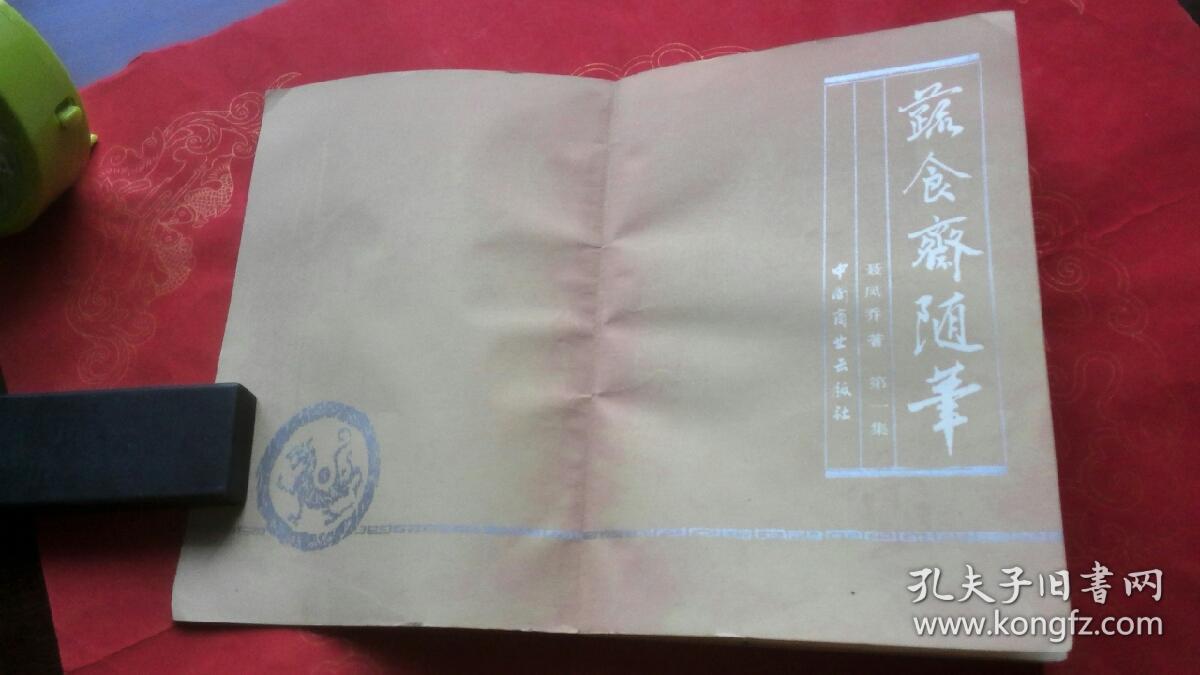 蔬食齋随筆
聂凤乔著 第一集
中国商业出版社
孔夫子旧書网
www.kongfz.com